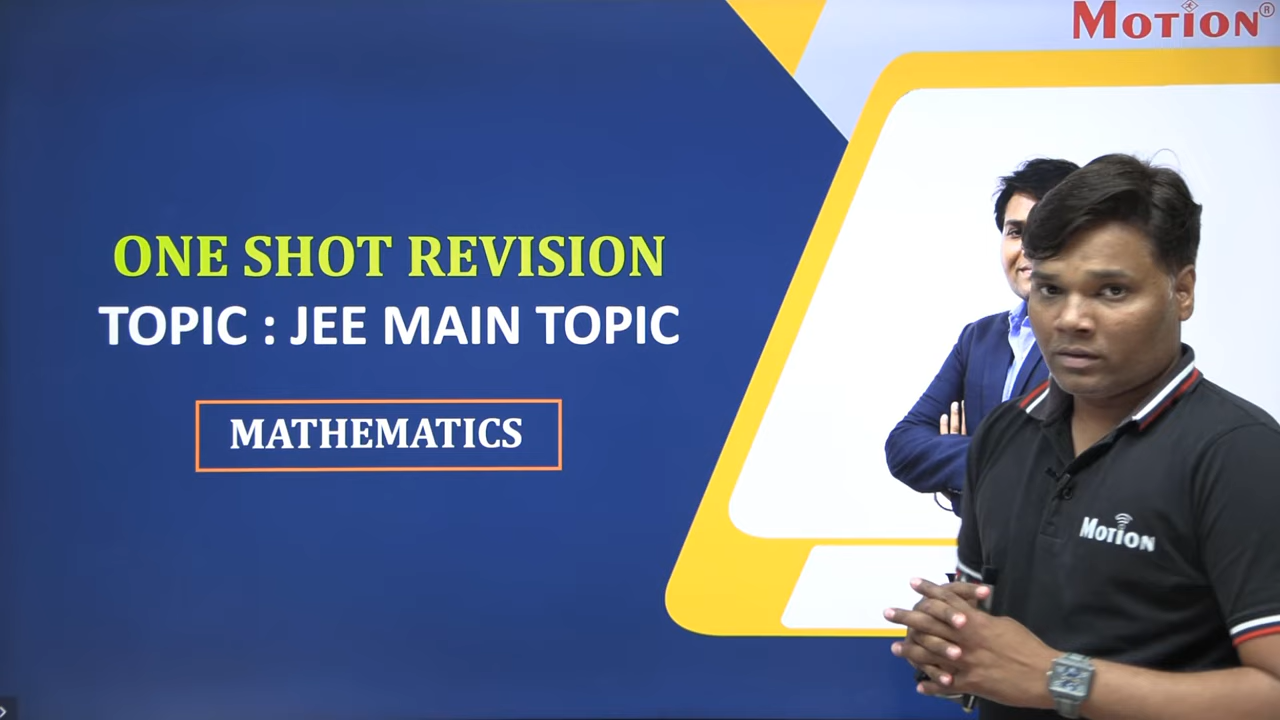 MOTION®
ONE SHOT REVISION
TOPIC : JEE MAIN TOPIC
MATHEMATICS
MOTION